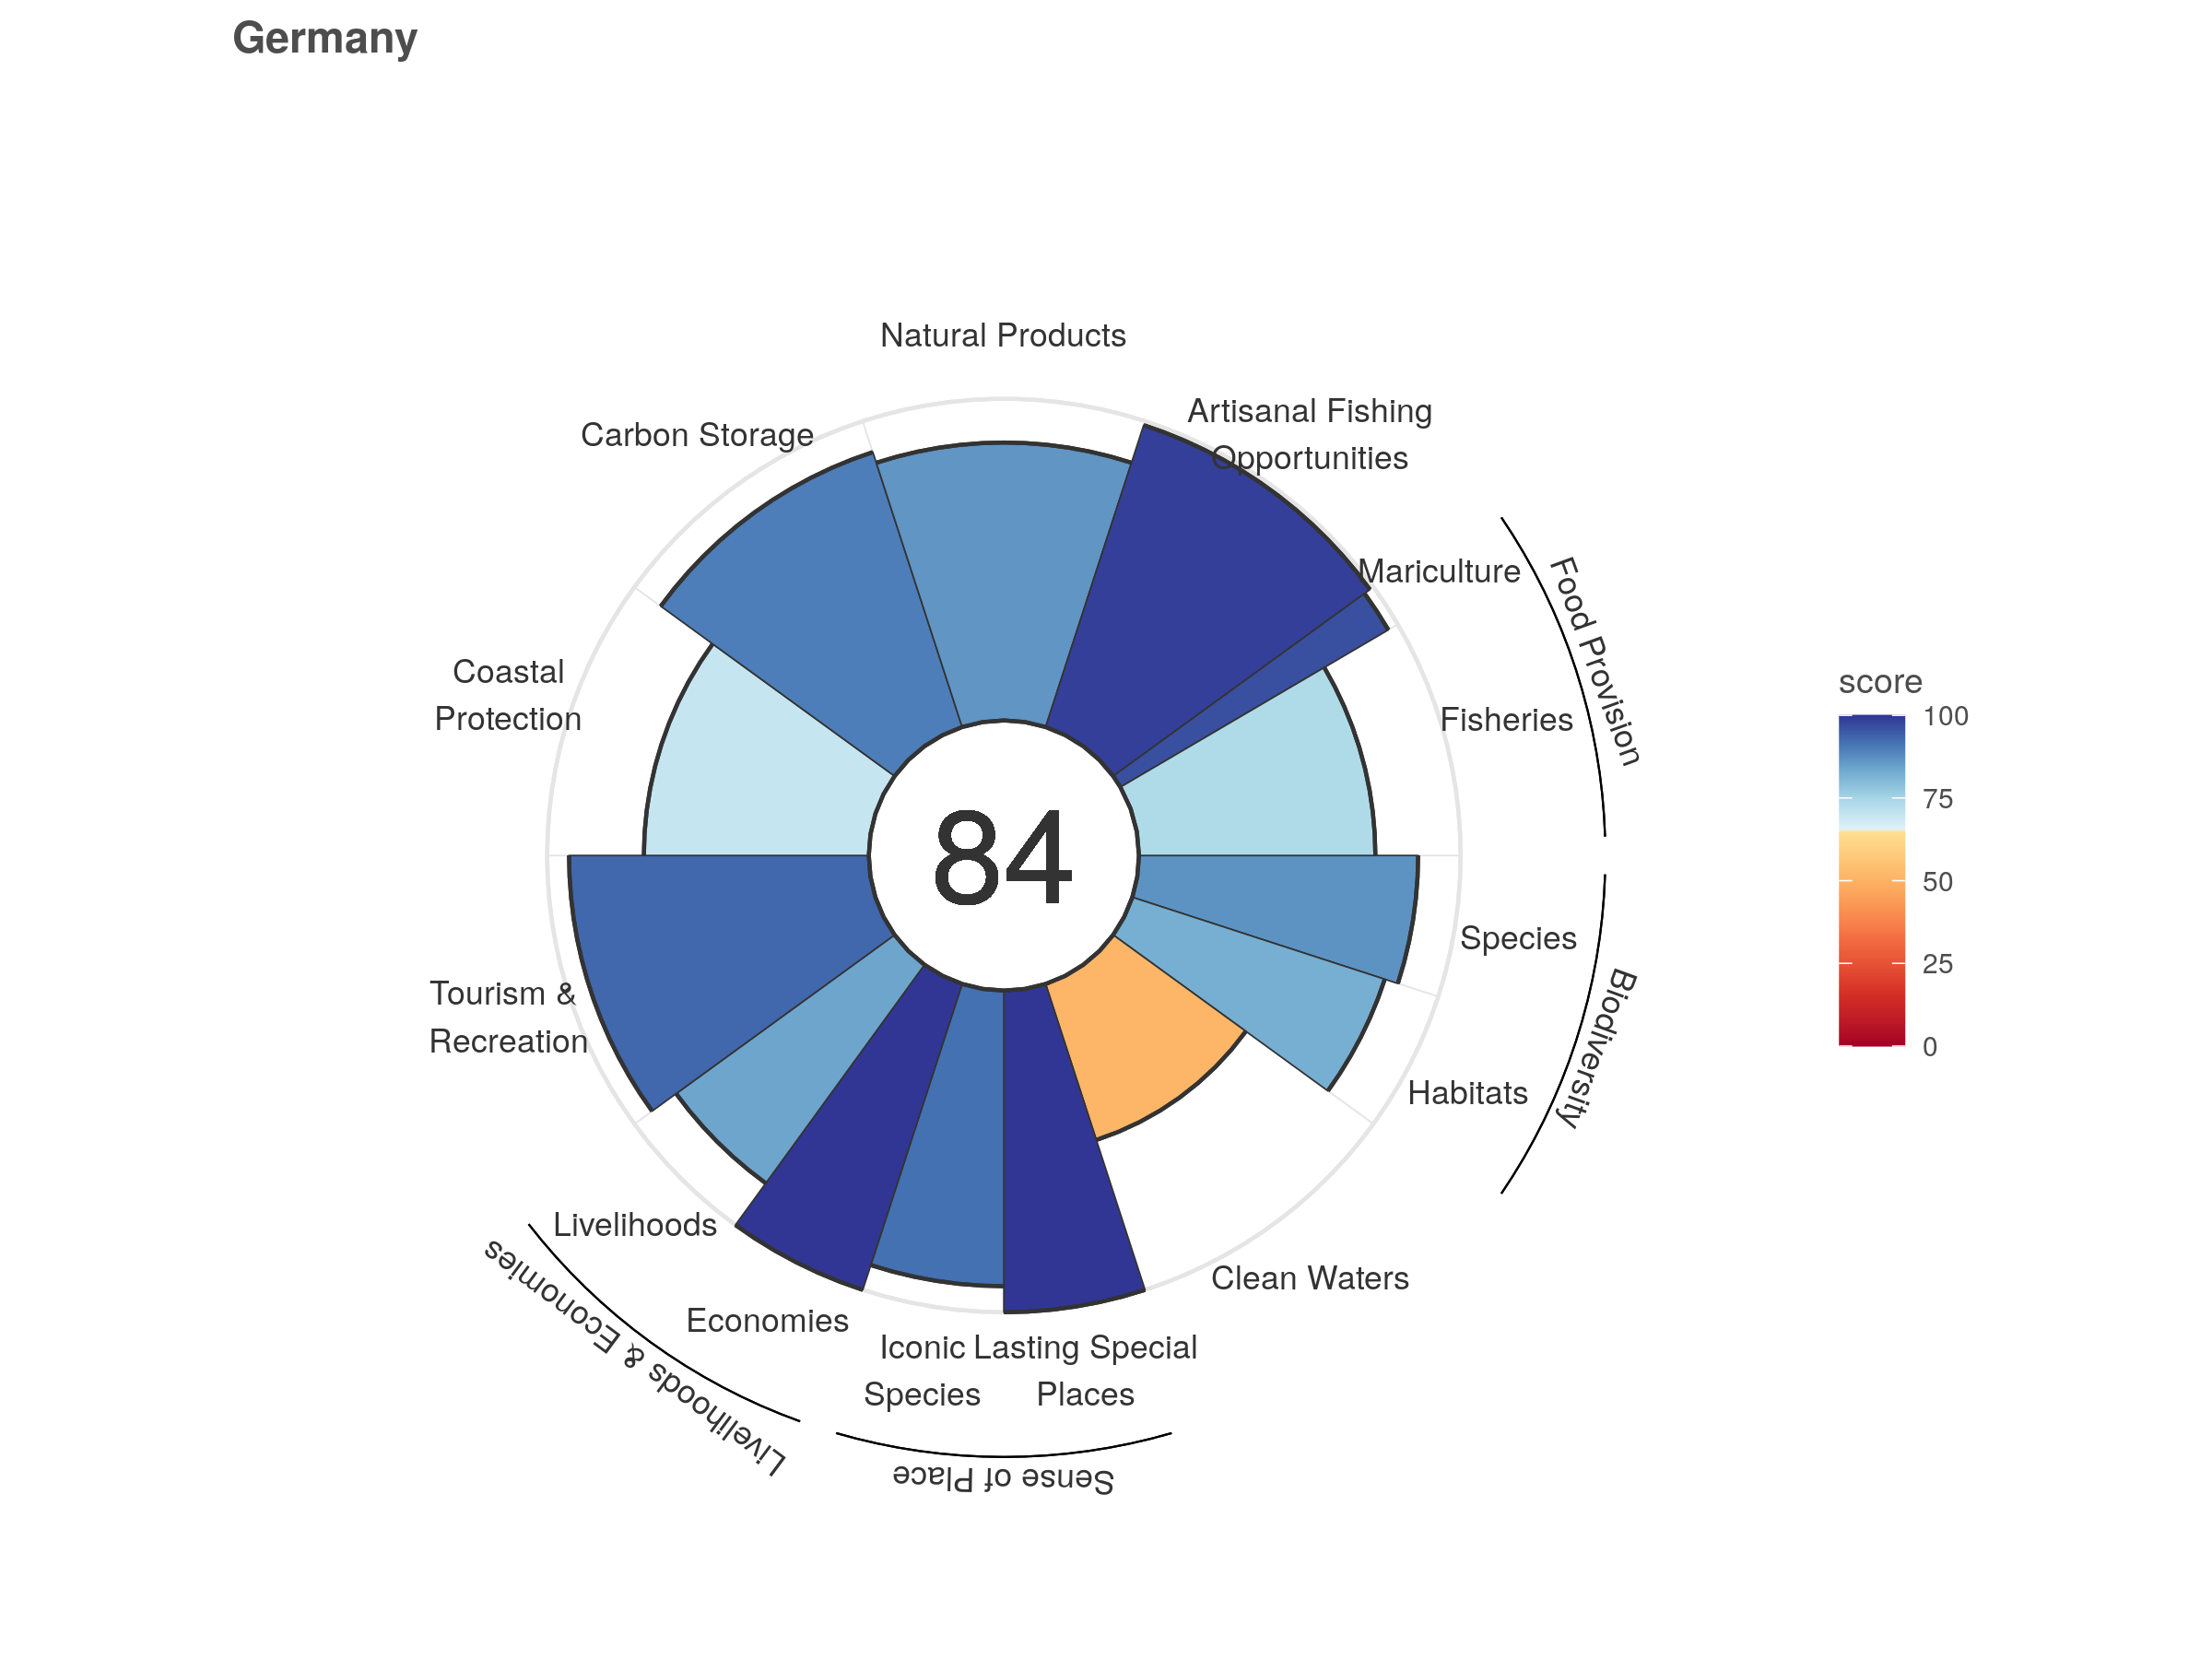 Germany
Natural Products
Artisanal Fishing
Opportunities
Carbon Storage
Mariculture
Food Provision
Fisheries
Coastal
Protection
84
Species
Biodiversity
Habitats
Tourism &
Recreation
Livelihoods
Livelihoods & Economies
Economies
Clean Waters
Iconic
Species
Lasting Special
Places
Sense of Place
score
100
75
50
25
0